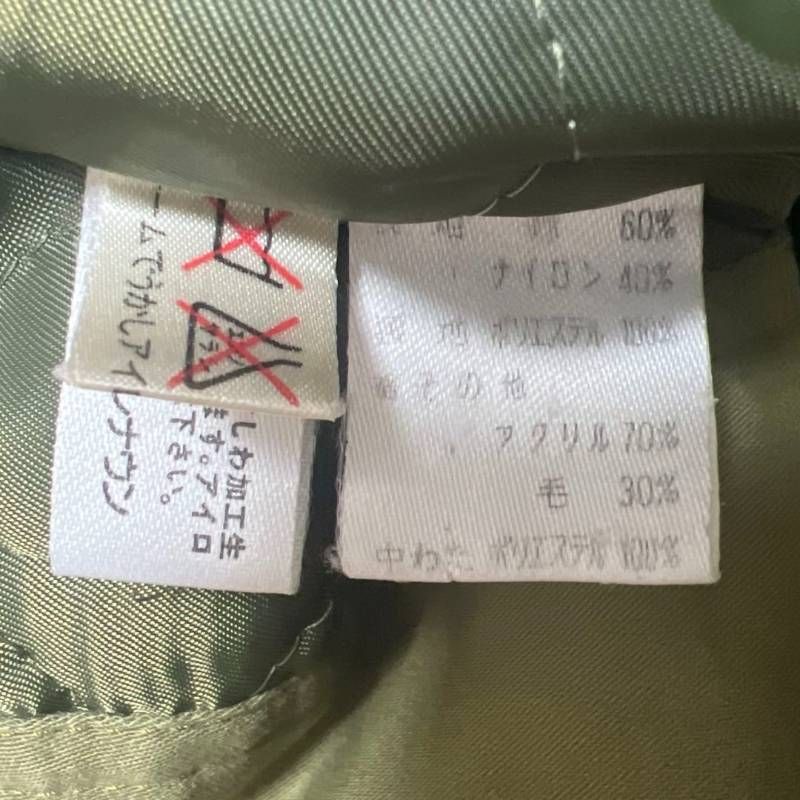 60%
ナイロン 40%
地 ポリエステル 100%
その他
アクリル 70%
毛 30%
中わた ポリエステル 100%
ームでうかしアイ
しわ加工生
ます。アイロ
下さい。
レナウン